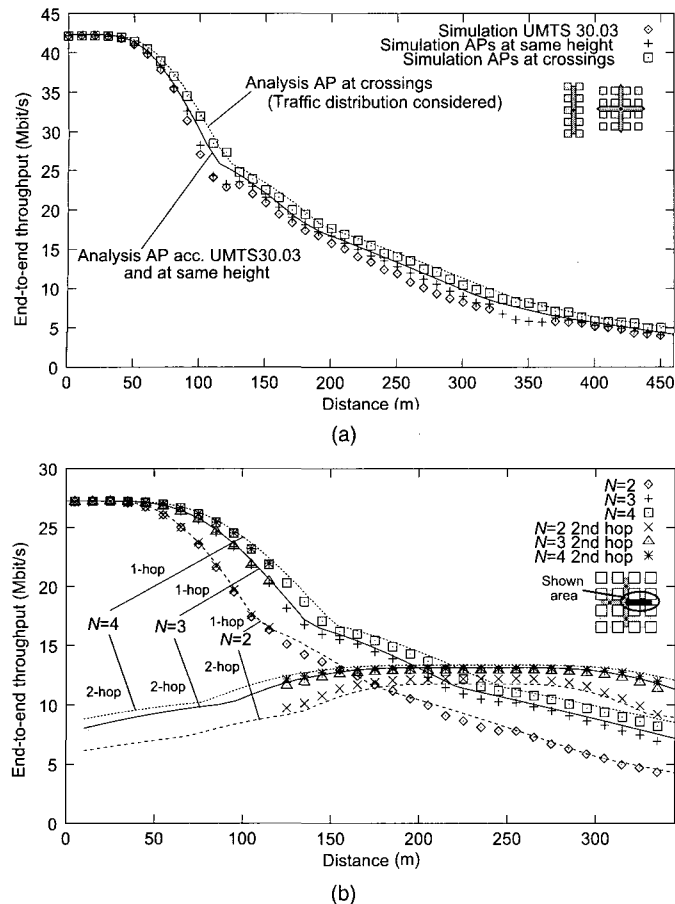 Simulation UMTS 30.03
Simulation APs at same height
Simulation APs at crossings
Analysis AP at crossings
(Traffic distribution considered)
Analysis AP acc. UMTS30.03
and at same height
End-to-end throughput (Mbit/s)
45
40
35
30
25
20
15
10
5
0
0 50 100 150 200 250 300 350 400 450
Distance (m)
(a)
N=2
N=3
N=4
N=2 2nd hop
N=3 2nd hop
N=4 2nd hop
Shown
area
1-hop
1-hop
1-hop
N=4
N=3
N=2
2-hop
2-hop
2-hop
End-to-end throughput (Mbit/s)
30
25
20
15
10
5
0
0 50 100 150 200 250 300
Distance (m)
(b)